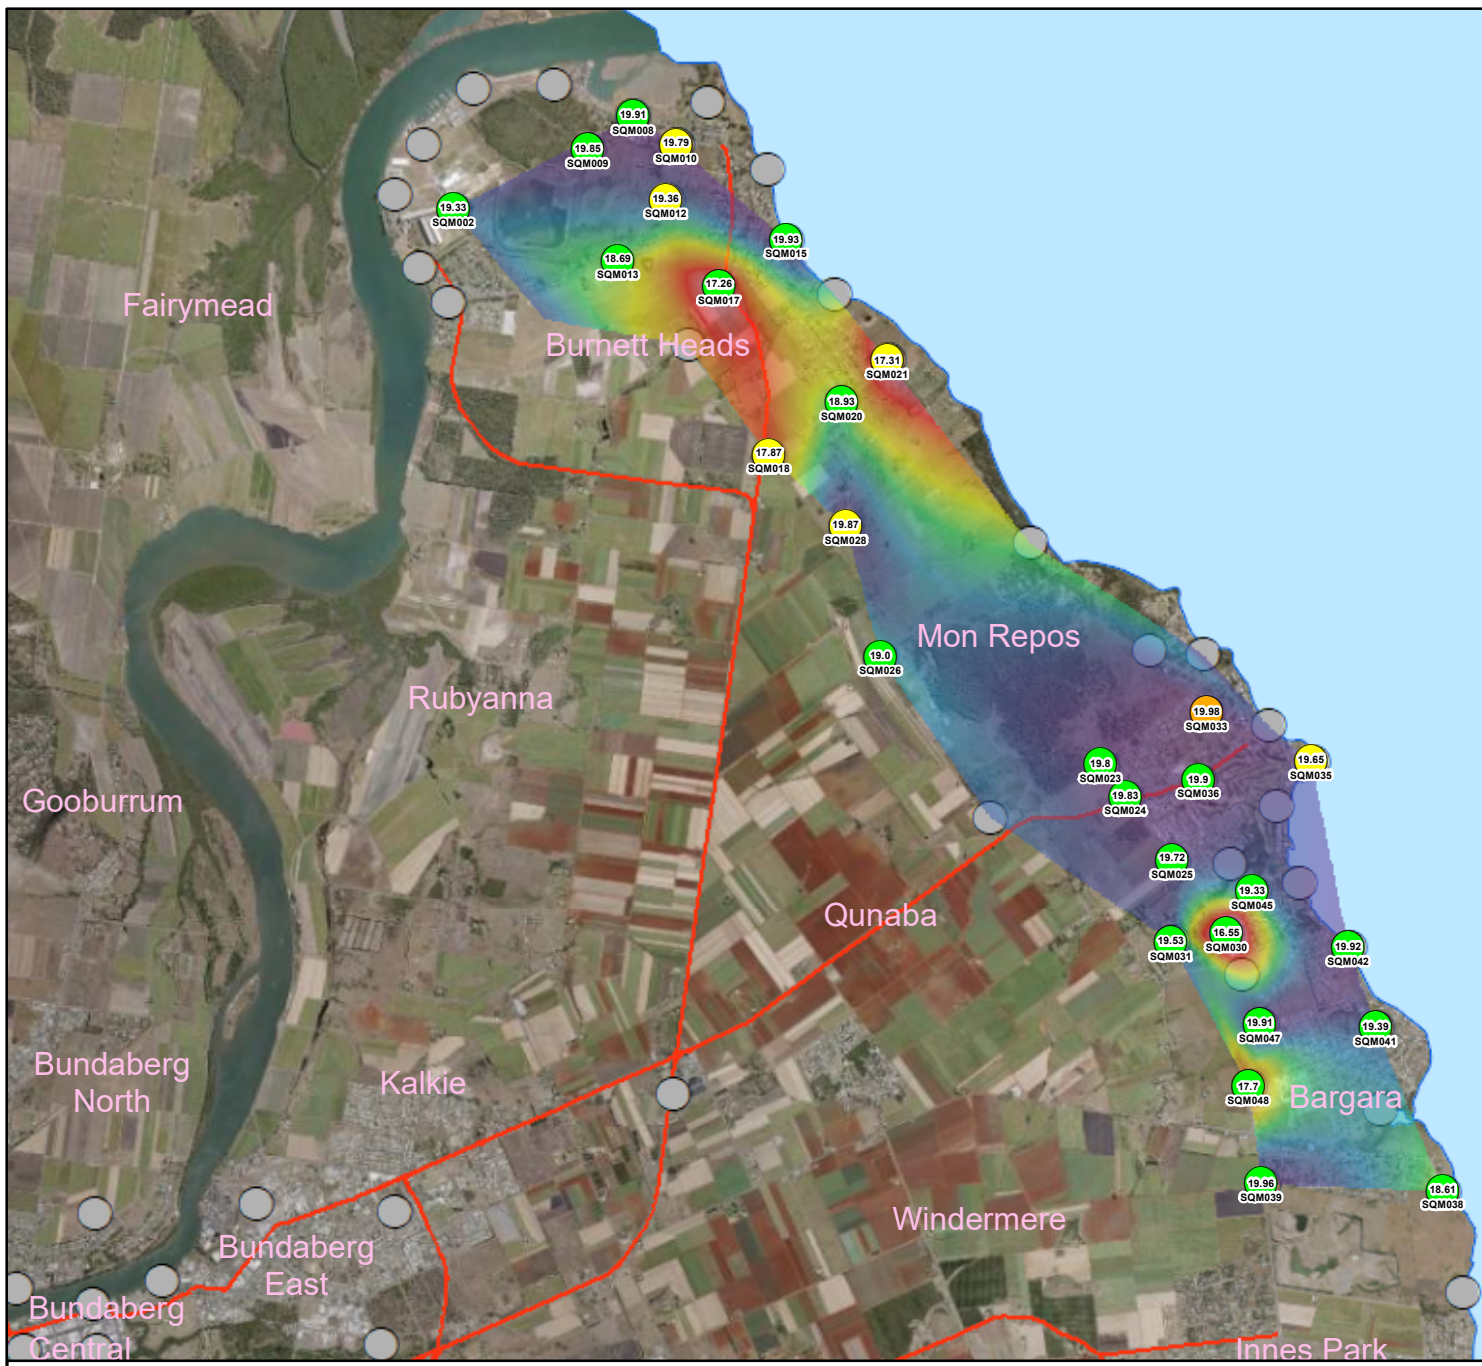 19.91
SQM008
19.79
SQM010
19.85
SQM009
19.36
SQM012
19.33
SQM002
19.93
SQM015
18.69
SQM013
17.26
SQM017
Fairymead
Burnett Heads
17.31
SQM021
18.93
SQM020
17.87
SQM018
19.87
SQM028
Mon Repos
19.0
SQM026
Rubyanna
19.98
SQM033
19.65
SQM035
19.8
SQM023
19.9
SQM036
19.83
SQM024
Gooburrum
19.72
SQM025
19.33
SQM045
Qunaba
16.55
SQM030
19.53
SQM031
19.92
SQM042
19.91
SQM047
19.39
SQM041
Bundaberg
North
Kalkie
17.7
SQM048
Bargara
19.96
SQM039
18.61
SQM038
Windermere
Bundaberg
East
Bundaberg
Central
Innes Park